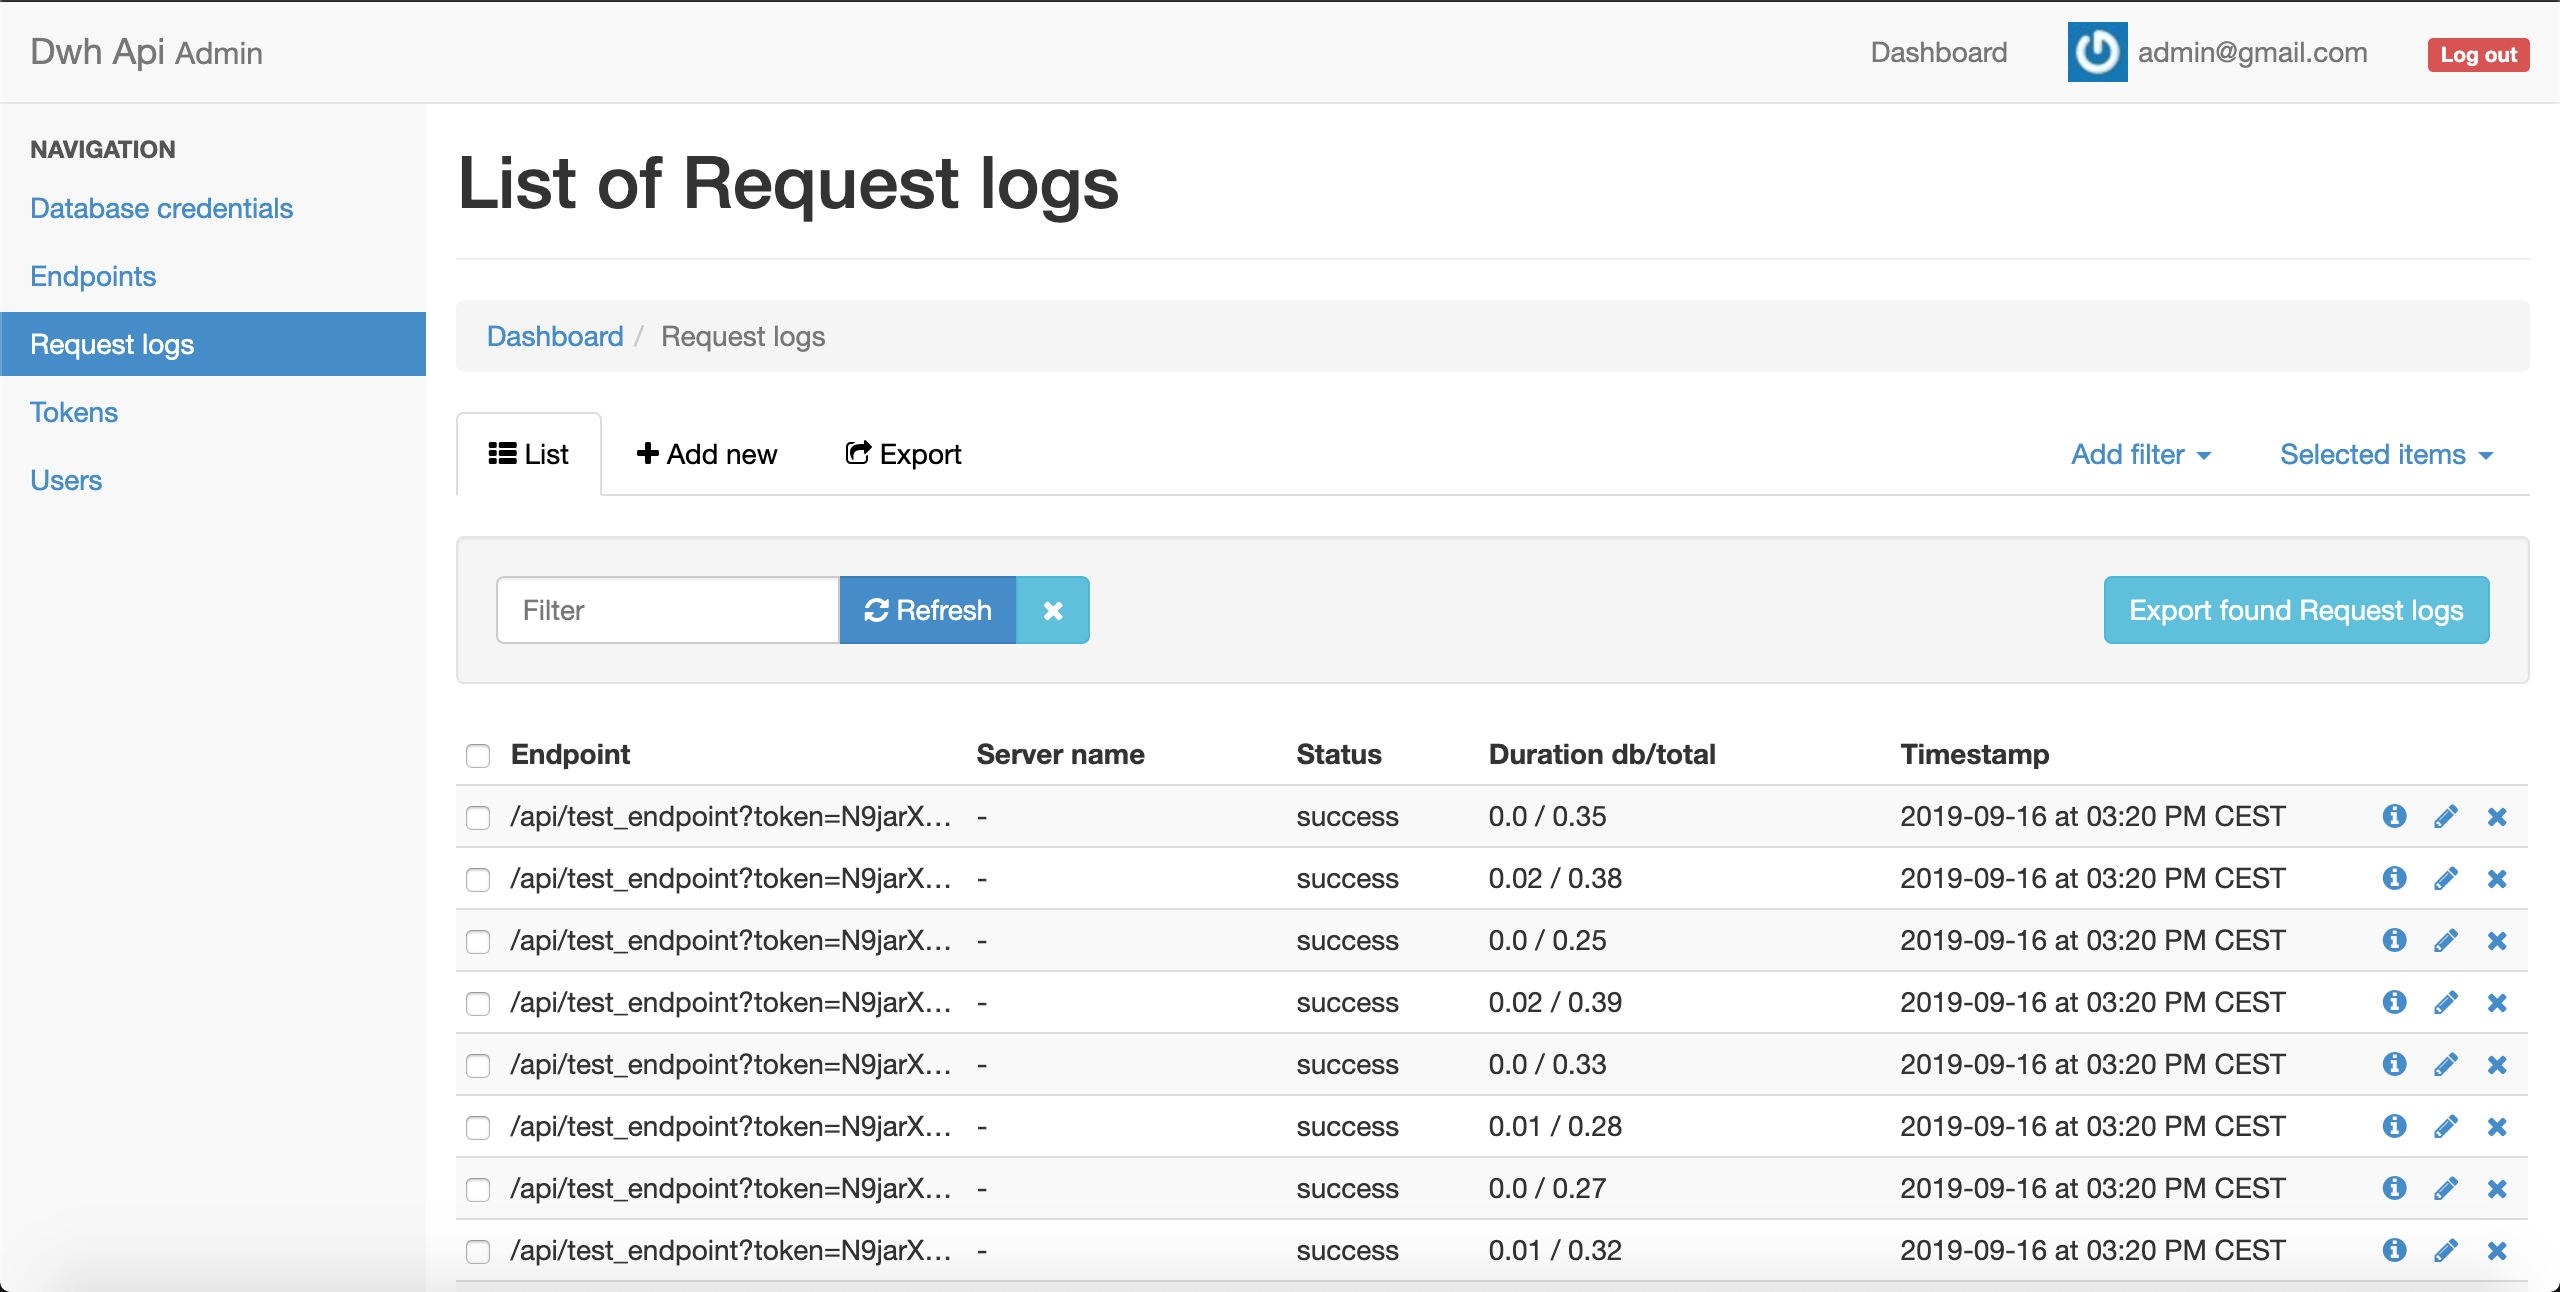 Dwh Api Admin
Dashboard
admin@gmail.com
Log out
NAVIGATION
Database credentials
Endpoints
Request logs
Tokens
Users
List of Request logs
Dashboard / Request logs
List
Add new
Export
Add filter
Selected items
Filter
Refresh
Export found Request logs
Endpoint Server name Status Duration db/total Timestamp
/api/test_endpoint?token=N9jarX… - success 0.0 / 0.35 2019-09-16 at 03:20 PM CEST
/api/test_endpoint?token=N9jarX… - success 0.02 / 0.38 2019-09-16 at 03:20 PM CEST
/api/test_endpoint?token=N9jarX… - success 0.0 / 0.25 2019-09-16 at 03:20 PM CEST
/api/test_endpoint?token=N9jarX… - success 0.02 / 0.39 2019-09-16 at 03:20 PM CEST
/api/test_endpoint?token=N9jarX… - success 0.0 / 0.33 2019-09-16 at 03:20 PM CEST
/api/test_endpoint?token=N9jarX… - success 0.01 / 0.28 2019-09-16 at 03:20 PM CEST
/api/test_endpoint?token=N9jarX… - success 0.0 / 0.27 2019-09-16 at 03:20 PM CEST
/api/test_endpoint?token=N9jarX… - success 0.01 / 0.32 2019-09-16 at 03:20 PM CEST